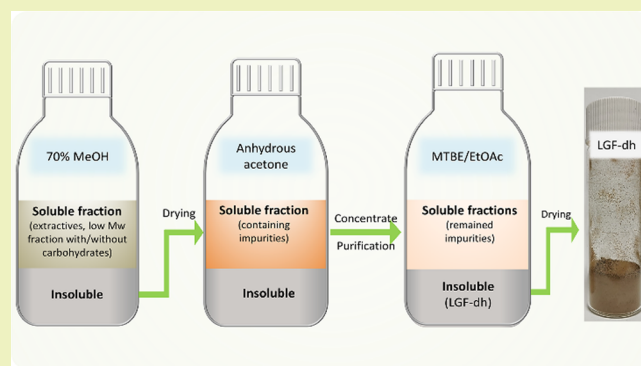 70% MeOH
Soluble fraction
(extractives, low Mw
fraction with/without
carbohydrates)
Insoluble
Drying
Anhydrous
acetone
Soluble fraction
(containing
impurities)
Insoluble
Concentrate
Purification
MTBE/EtOAc
Soluble fractions
(remained
impurities)
Insoluble
(LGF-dh)
Drying
LGF-dh